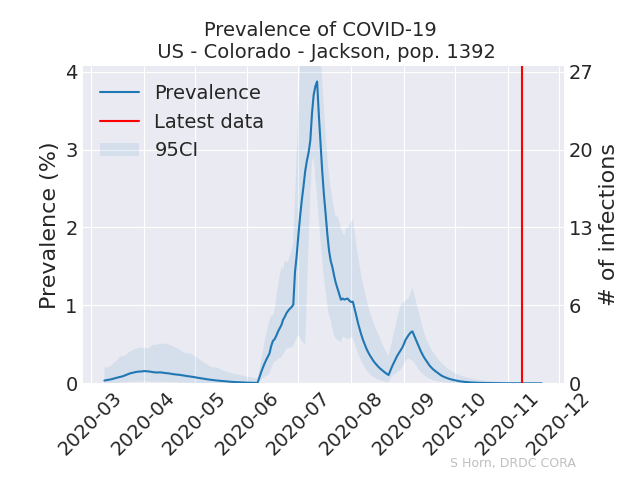 Prevalence of COVID-19
US - Colorado - Jackson, pop. 1392
Prevalence (%)
4
3
2
1
0
Prevalence
Latest data
95CI
27
20
13
6
0
# of infections
2020-03
2020-04
2020-05
2020-06
2020-07
2020-08
2020-09
2020-10
2020-11
2020-12
S Horn, DRDC CORA